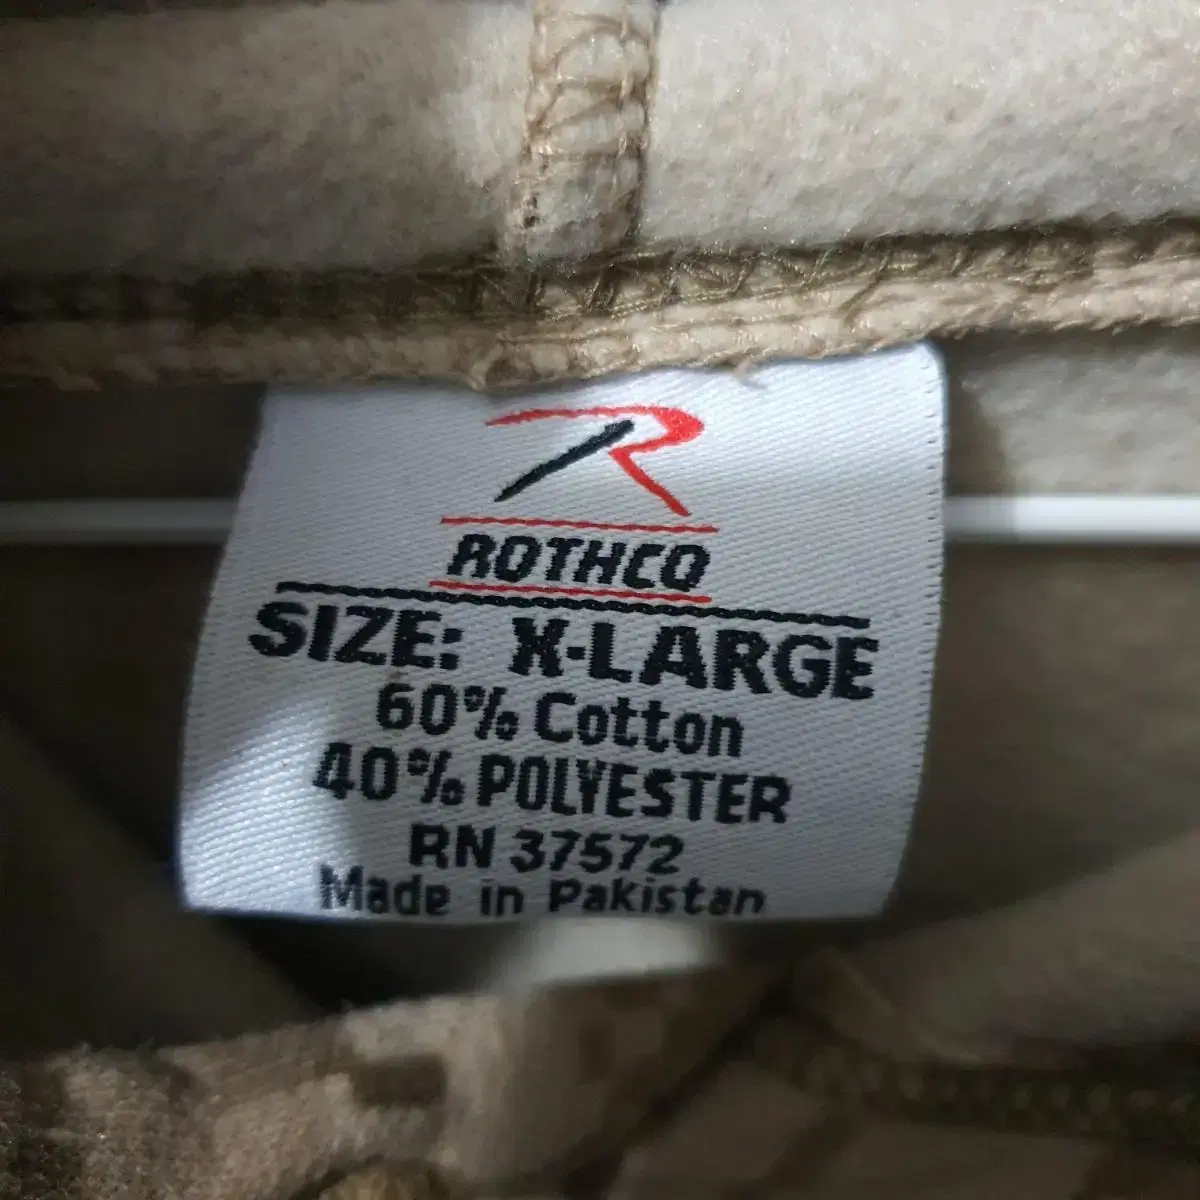 ROTHCO
SIZE: X-LARGE
60% Cotton
40% POLYESTER
RN 37572
Made in Pakistan